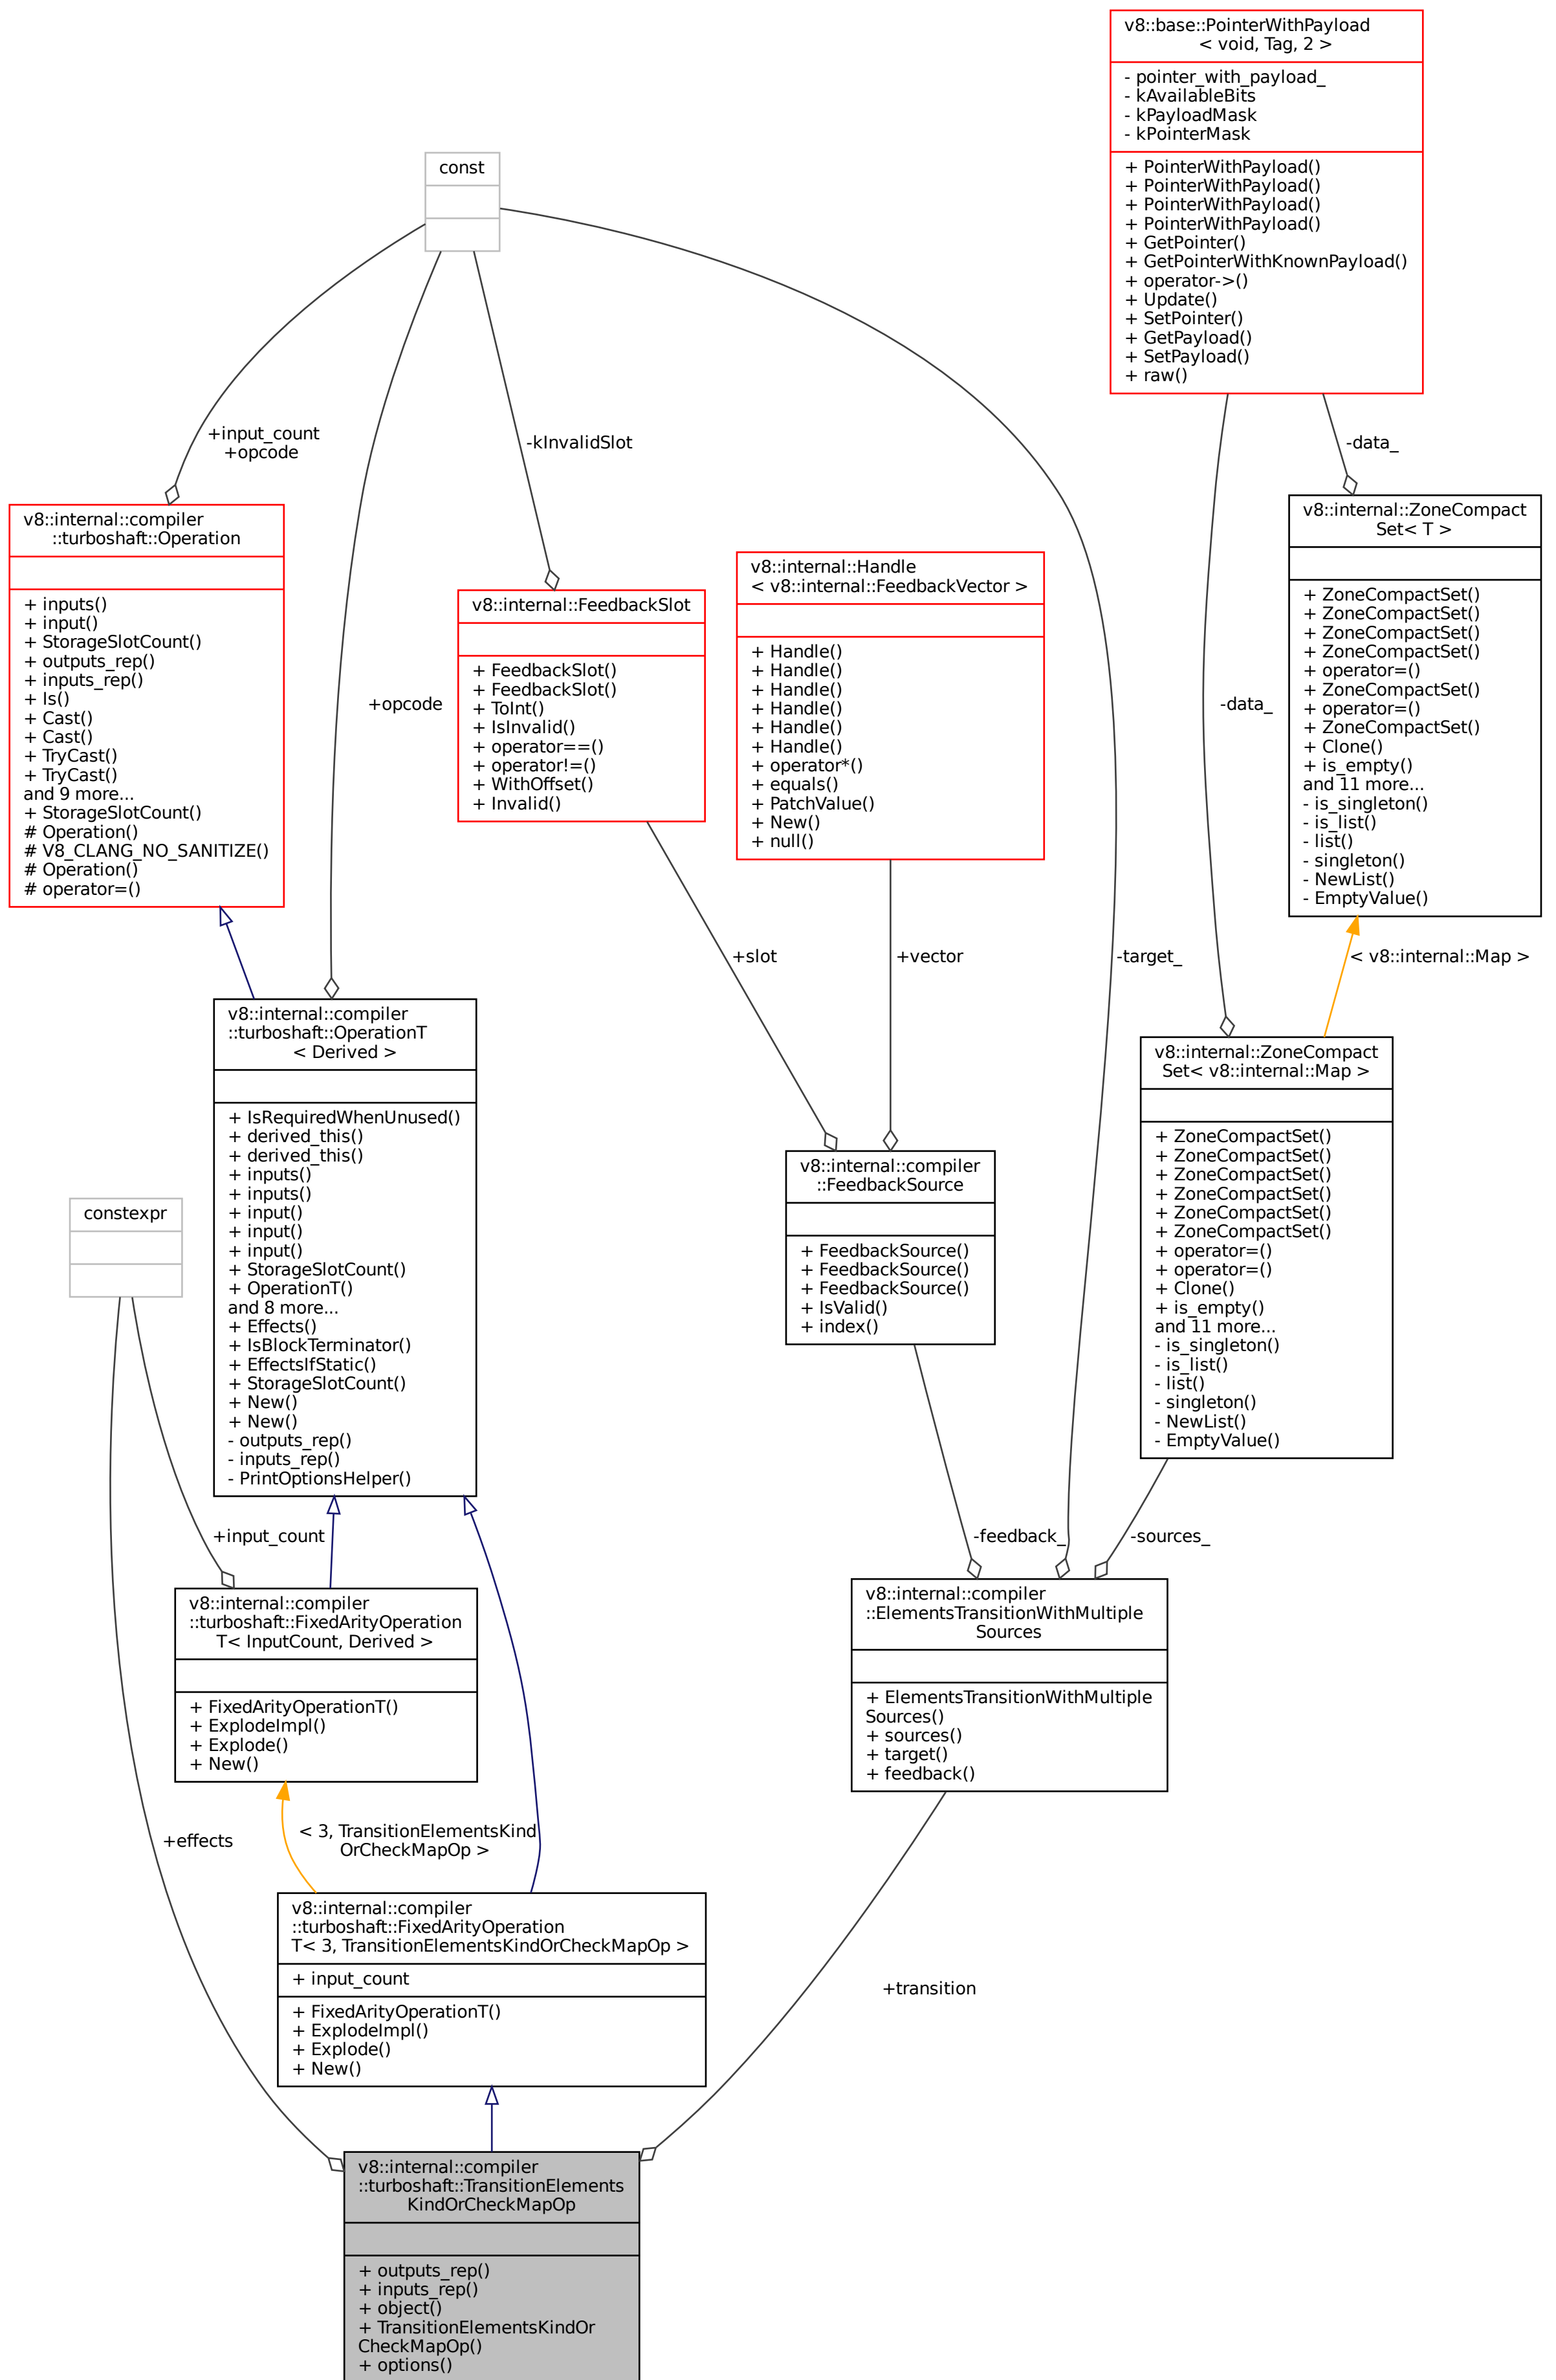 v8::base::PointerWithPayload
< void, Tag, 2 >
- pointer_with_payload_
- kAvailableBits
- kPayloadMask
- kPointerMask
+ PointerWithPayload()
+ PointerWithPayload()
+ PointerWithPayload()
+ PointerWithPayload()
+ GetPointer()
+ GetPointerWithKnownPayload()
+ operator->()
+ Update()
+ SetPointer()
+ GetPayload()
+ SetPayload()
+ raw()
const
+input_count
+opcode
-kInvalidSlot
-data_
v8::internal::compiler
::turboshaft::Operation
+ inputs()
+ input()
+ StorageSlotCount()
+ outputs_rep()
+ inputs_rep()
+ Is()
+ Cast()
+ Cast()
+ TryCast()
+ TryCast()
and 9 more...
+ StorageSlotCount()
# Operation()
# V8_CLANG_NO_SANITIZE()
# Operation()
# operator=()
+opcode
v8::internal::FeedbackSlot
+ FeedbackSlot()
+ FeedbackSlot()
+ ToInt()
+ IsInvalid()
+ operator==()
+ operator!=()
+ WithOffset()
+ Invalid()
v8::internal::Handle
< v8::internal::FeedbackVector >
+ Handle()
+ Handle()
+ Handle()
+ Handle()
+ Handle()
+ Handle()
+ operator*()
+ equals()
+ PatchValue()
+ New()
+ null()
-data_
v8::internal::ZoneCompact
Set< T >
+ ZoneCompactSet()
+ ZoneCompactSet()
+ ZoneCompactSet()
+ ZoneCompactSet()
+ operator=()
+ ZoneCompactSet()
+ operator=()
+ ZoneCompactSet()
+ Clone()
+ is_empty()
and 11 more...
- is_singleton()
- is_list()
- list()
- singleton()
- NewList()
- EmptyValue()
+slot
+vector
-target_
< v8::internal::Map >
v8::internal::compiler
::turboshaft::OperationT
< Derived >
+ IsRequiredWhenUnused()
+ derived_this()
+ derived_this()
+ inputs()
+ inputs()
+ input()
+ input()
+ input()
+ StorageSlotCount()
+ OperationT()
and 8 more...
+ Effects()
+ IsBlockTerminator()
+ EffectsIfStatic()
+ StorageSlotCount()
+ New()
+ New()
- outputs_rep()
- inputs_rep()
- PrintOptionsHelper()
v8::internal::ZoneCompact
Set< v8::internal::Map >
+ ZoneCompactSet()
+ ZoneCompactSet()
+ ZoneCompactSet()
+ ZoneCompactSet()
+ ZoneCompactSet()
+ ZoneCompactSet()
+ operator=()
+ operator=()
+ Clone()
+ is_empty()
and 11 more...
- is_singleton()
- is_list()
- list()
- singleton()
- NewList()
- EmptyValue()
v8::internal::compiler
::FeedbackSource
+ FeedbackSource()
+ FeedbackSource()
+ FeedbackSource()
+ IsValid()
+ index()
constexpr
+input_count
-feedback_
-sources_
v8::internal::compiler
::turboshaft::FixedArityOperation
T< InputCount, Derived >
+ FixedArityOperationT()
+ ExplodeImpl()
+ Explode()
+ New()
v8::internal::compiler
::ElementsTransitionWithMultiple
Sources
+ ElementsTransitionWithMultiple
Sources()
+ sources()
+ target()
+ feedback()
+effects
< 3, TransitionElementsKind
OrCheckMapOp >
v8::internal::compiler
::turboshaft::FixedArityOperation
T< 3, TransitionElementsKindOrCheckMapOp >
+ input_count
+ FixedArityOperationT()
+ ExplodeImpl()
+ Explode()
+ New()
+transition
v8::internal::compiler
::turboshaft::TransitionElements
KindOrCheckMapOp
+ outputs_rep()
+ inputs_rep()
+ object()
+ TransitionElementsKindOr
CheckMapOp()
+ options()